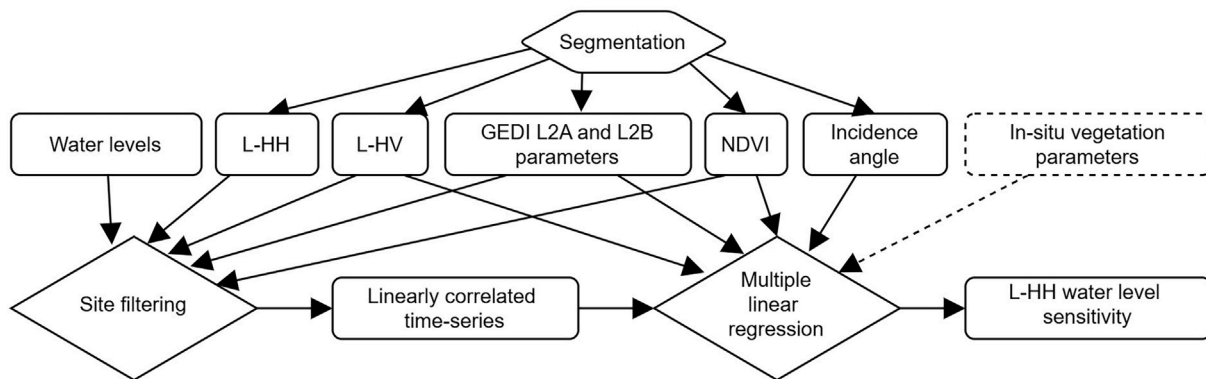 Segmentation
Water levels
L-HH
L-HV
GEDI L2A and L2B
parameters
NDVI
Incidence
angle
In-situ vegetation
parameters
Site filtering
Linearly correlated
time-series
Multiple
linear
regression
L-HH water level
sensitivity